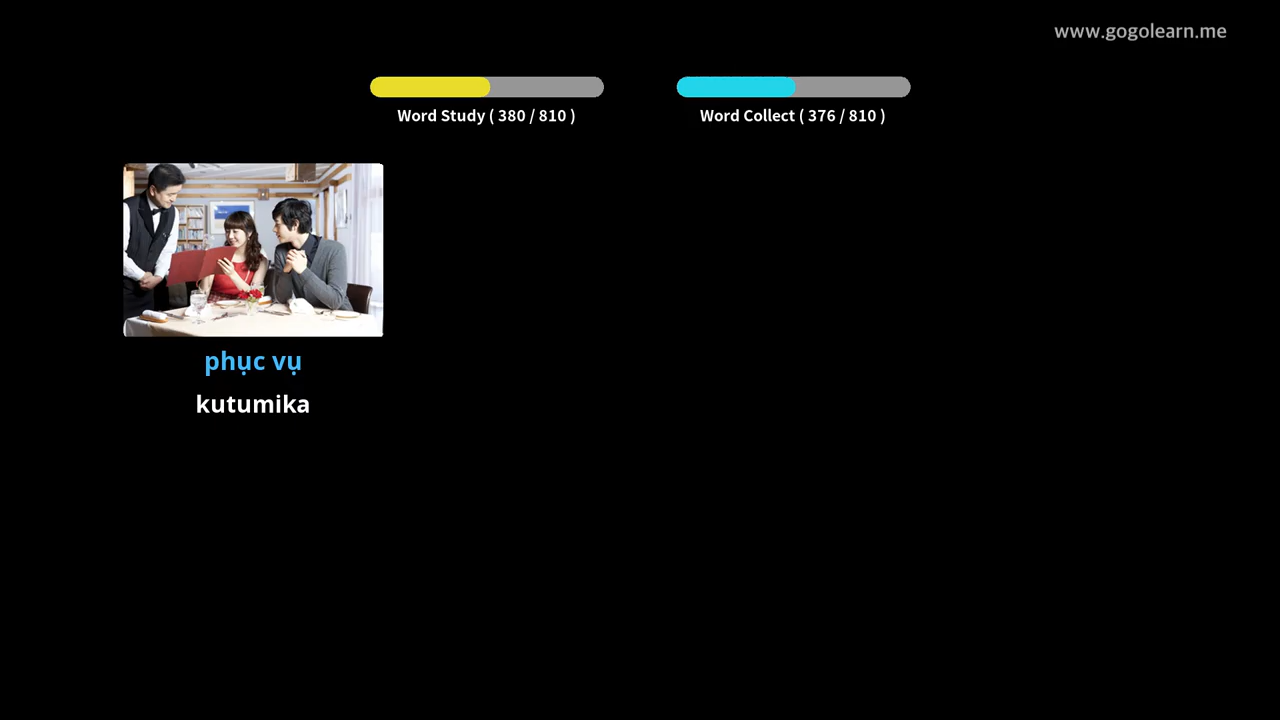 www.gogolearn.me
Word Study ( 380 / 810 )
Word Collect ( 376 / 810 )
phục vụ
kutumika